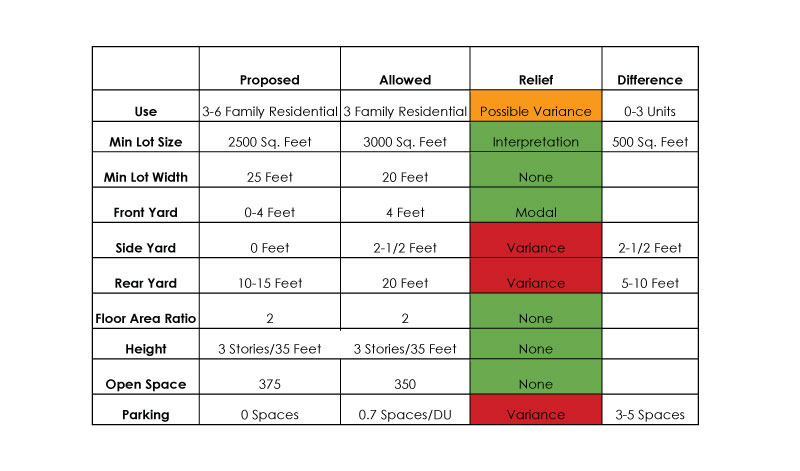 Proposed Allowed Relief Difference
Use 3-6 Family Residential 3 Family Residential Possible Variance 0-3 Units
Min Lot Size 2500 Sq. Feet 3000 Sq. Feet Interpretation 500 Sq. Feet
Min Lot Width 25 Feet 20 Feet None
Front Yard 0-4 Feet 4 Feet Modal
Side Yard 0 Feet 2-1/2 Feet Variance 2-1/2 Feet
Rear Yard 10-15 Feet 20 Feet Variance 5-10 Feet
Floor Area Ratio 2 2 None
Height 3 Stories/35 Feet 3 Stories/35 Feet None
Open Space 375 350 None
Parking 0 Spaces 0.7 Spaces/DU Variance 3-5 Spaces